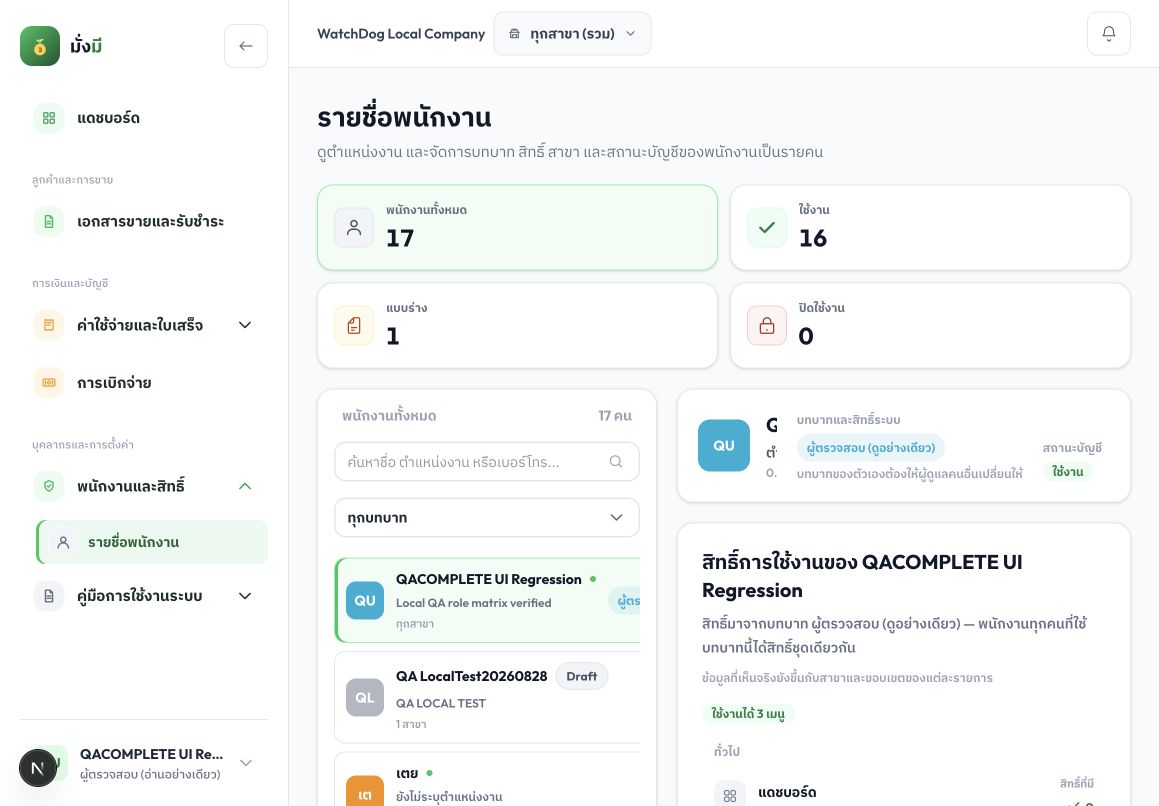 มั่งมี
แดชบอร์ด
ลูกค้าและการขาย
เอกสารขายและรับชำระ
การเงินและบัญชี
ค่าใช้จ่ายและใบเสร็จ
การเบิกจ่าย
บุคลากรและการตั้งค่า
พนักงานและสิทธิ์
รายชื่อพนักงาน
คู่มือการใช้งานระบบ
N
QACOMPLETE UI Re...
ผู้ตรวจสอบ (อ่านอย่างเดียว)
WatchDog Local Company
ทุกสาขา (รวม)
รายชื่อพนักงาน
ดูตำแหน่งงาน และจัดการบทบาท สิทธิ์ สาขา และสถานะบัญชีของพนักงานเป็นรายคน
พนักงานทั้งหมด
17
ใช้งาน
16
แบบร่าง
1
ปิดใช้งาน
0
พนักงานทั้งหมด
17 คน
ค้นหาชื่อ ตำแหน่งงาน หรือเบอร์โทร...
ทุกบทบาท
QU
QACOMPLETE UI Regression
Local QA role matrix verified
ทุกสาขา
ผู้ตร
QL
QA LocalTest20260828
Draft
QA LOCAL TEST
1 สาขา
เต
เตย
ยังไม่ระบุตำแหน่งงาน
QU
บทบาทและสิทธิ์ระบบ
ผู้ตรวจสอบ (ดูอย่างเดียว)
บทบาทของตัวเองต้องให้ผู้ดูแลคนอื่นเปลี่ยนให้
สถานะบัญชี
ใช้งาน
สิทธิ์การใช้งานของ QACOMPLETE UI
Regression
สิทธิ์มาจากบทบาท ผู้ตรวจสอบ (ดูอย่างเดียว) — พนักงานทุกคนที่ใช้
บทบาทนี้ได้สิทธิ์ชุดเดียวกัน
ข้อมูลที่เห็นจริงยังขึ้นกับสาขาและขอบเขตของแต่ละรายการ
ใช้งานได้ 3 เมนู
ทั่วไป
แดชบอร์ด
สิทธิ์ที่มี